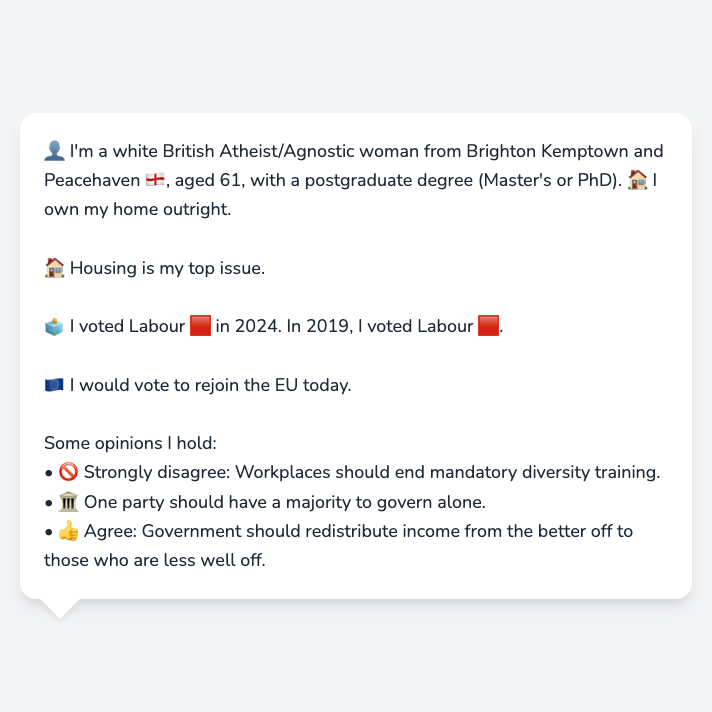 👤 I'm a white British Atheist/Agnostic woman from Brighton Kemptown and
Peacehaven 🏴󠁧󠁢󠁥󠁮󠁧󠁿, aged 61, with a postgraduate degree (Master's or PhD). 🏠 I
own my home outright.
🏠 Housing is my top issue.
🗳️ I voted Labour 🟥 in 2024. In 2019, I voted Labour 🟥.
🇪🇺 I would vote to rejoin the EU today.
Some opinions I hold:
• 🚫 Strongly disagree: Workplaces should end mandatory diversity training.
• 🏛️ One party should have a majority to govern alone.
• 👍 Agree: Government should redistribute income from the better off to
those who are less well off.